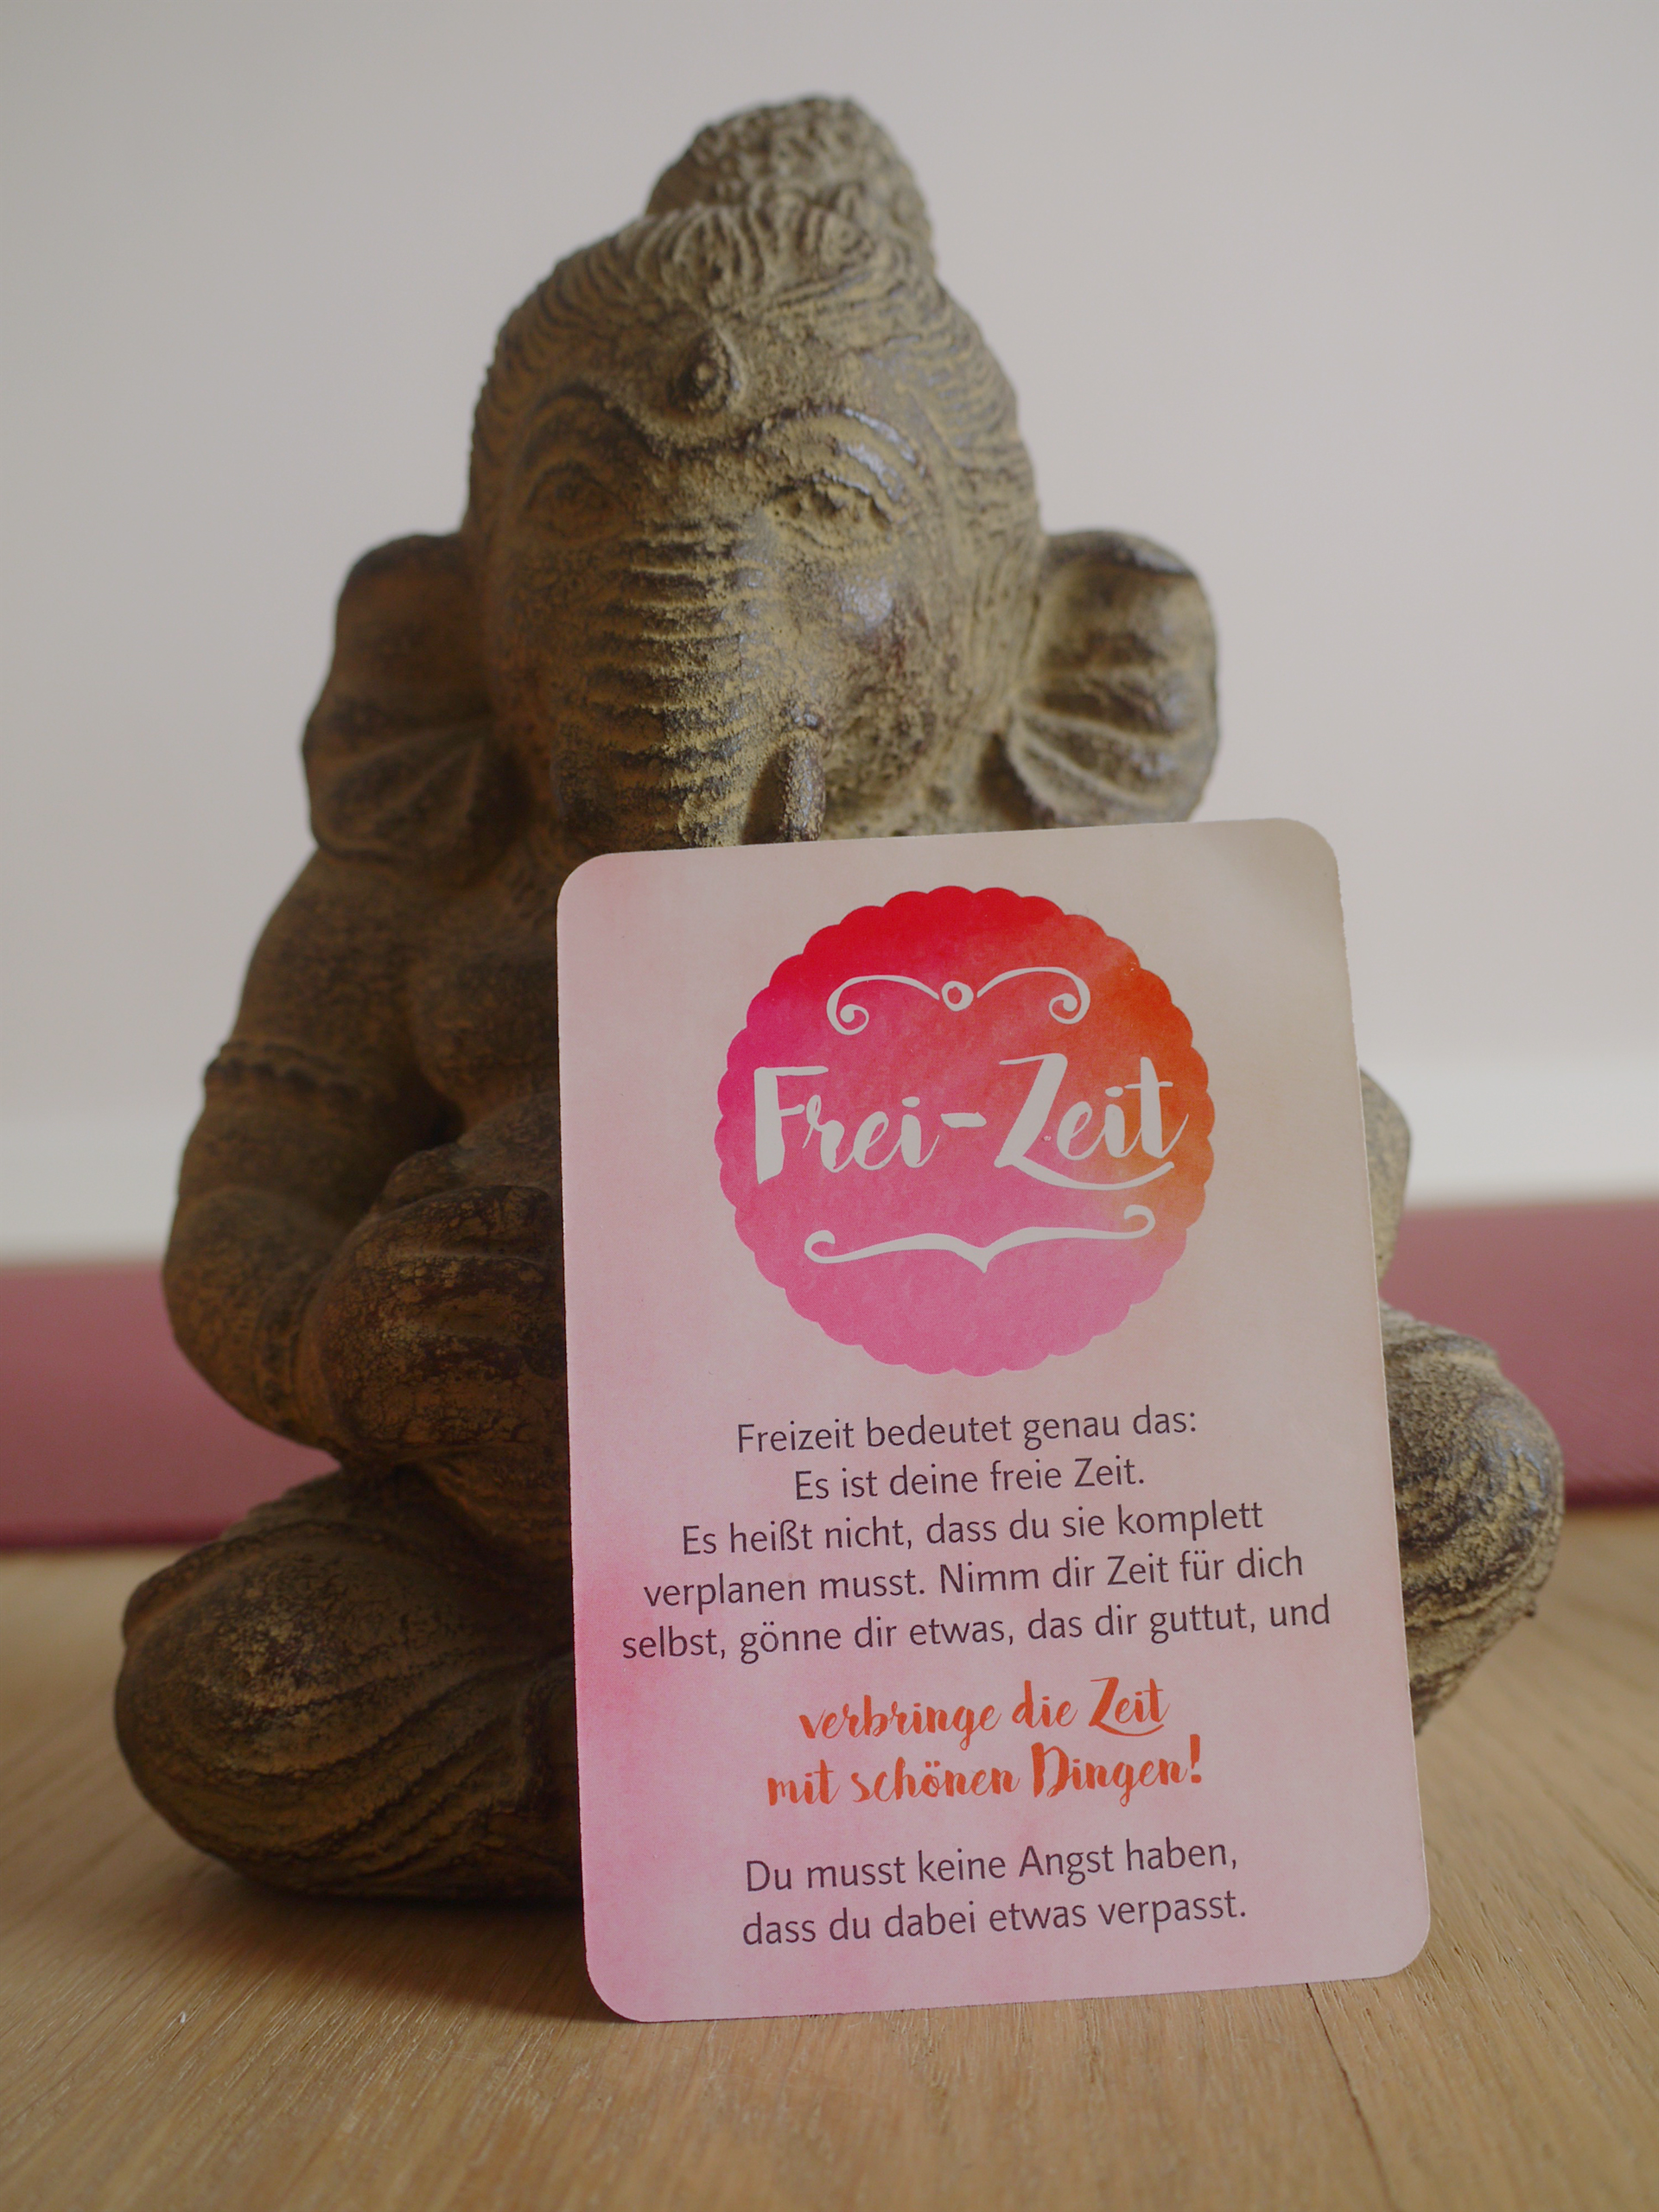 Frei-Zeit
Freizeit bedeutet genau das:
Es ist deine freie Zeit.
Es heißt nicht, dass du sie komplett
verplanen musst. Nimm dir Zeit für dich
selbst, gönne dir etwas, das dir guttut, und
verbringe die Zeit
mit schönen Dingen!
Du musst keine Angst haben,
dass du dabei etwas verpasst.